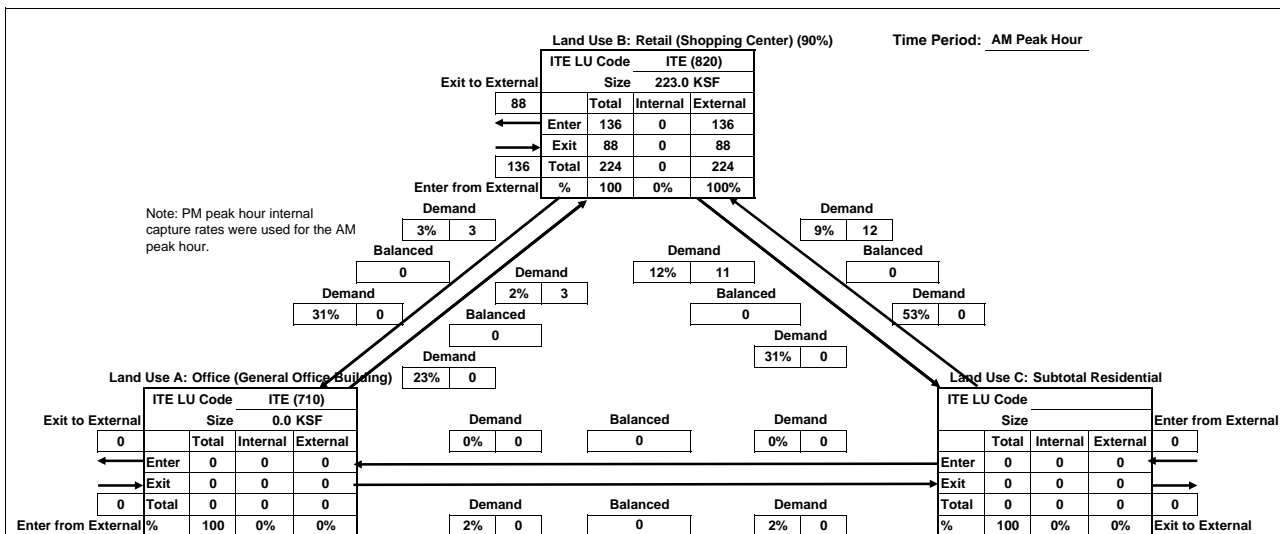 Land Use B: Retail (Shopping Center) (90%)
Time Period: AM Peak Hour
ITE LU Code ITE (820)
Exit to External Size 223.0 KSF
88 Total Internal External
Enter 136 0 136
Exit 88 0 88
136 Total 224 0 224
Enter from External % 100 0% 100%
Note: PM peak hour internal
capture rates were used for the AM
peak hour.
Demand
3% 3
Balanced
0
Demand
31% 0
Demand
2% 3
Balanced
0
Demand
23% 0
Demand
12% 11
Balanced
0
Demand
31% 0
Demand
9% 12
Balanced
0
Demand
53% 0
Land Use A: Office (General Office Building)
ITE LU Code ITE (710)
Exit to External Size 0.0 KSF
0 Total Internal External
Enter 0 0 0
Exit 0 0 0
0 Total 0 0 0
Enter from External % 100 0% 0%
Demand Balanced Demand
0% 0 0 0% 0
Demand Balanced Demand
2% 0 0 2% 0
Land Use C: Subtotal Residential
ITE LU Code
Size Enter from External
Total Internal External 0
Enter 0 0 0
Exit 0 0 0
Total 0 0 0 0
% 100 0% 0% Exit to External